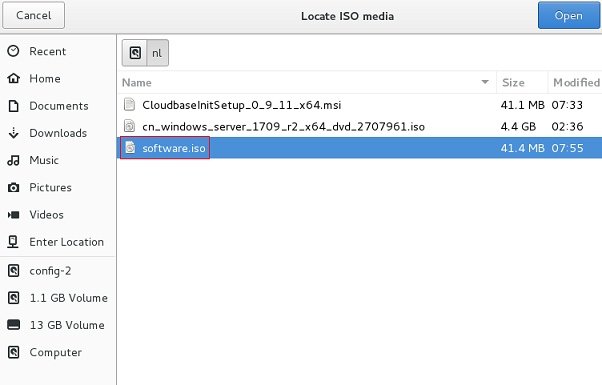 Cancel Locate ISO media Open
Recent
Home
Documents
Downloads
Music
Pictures
Videos
Enter Location
config-2
1.1 GB Volume
13 GB Volume
Computer
nl
Name Size Modified
CloudbaseInitSetup_0_9_11_x64.msi 41.1 MB 07:33
cn_windows_server_1709_r2_x64_dvd_2707961.iso 4.4 GB 02:36
software.iso 41.4 MB 07:55